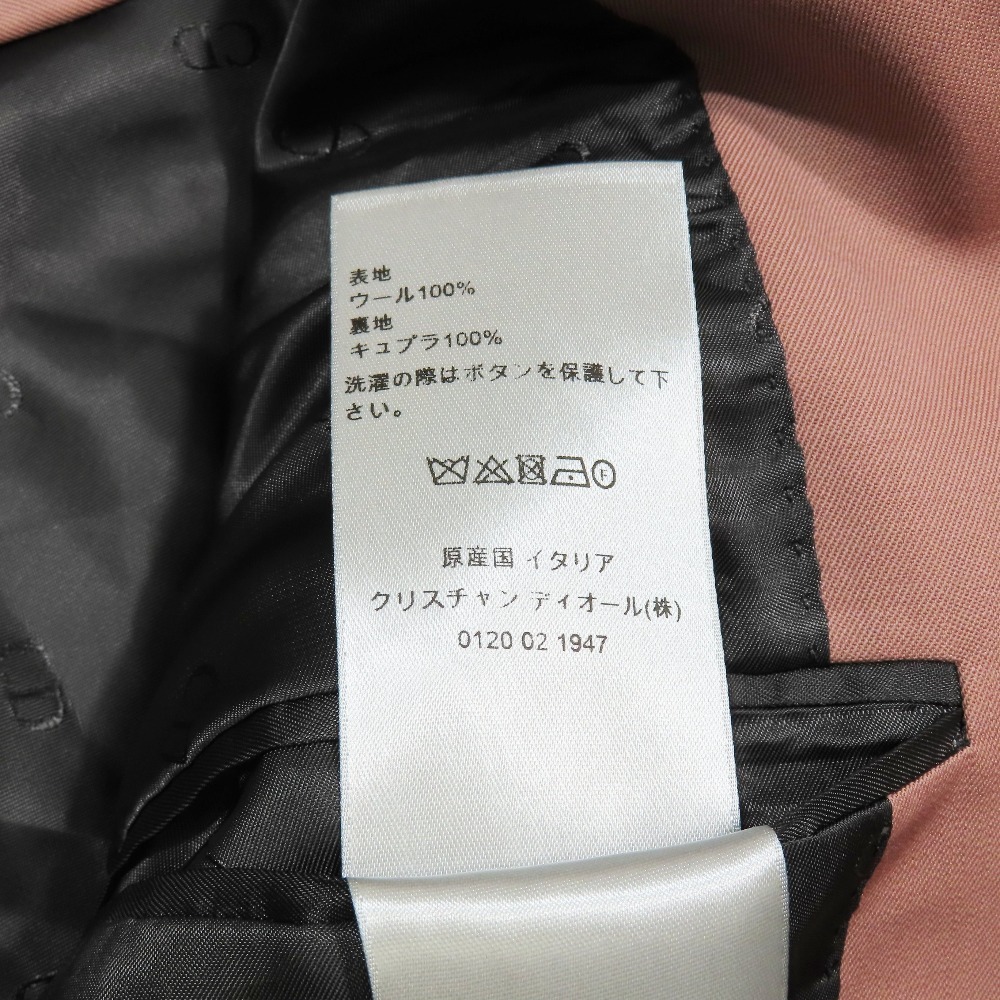 CD
表地
ウール100%
裏地
キュプラ100%
洗濯の際はボタンを保護して下
さい。
F
原産国 イタリア
クリスチャン ディオール(株)
0120 02 1947
CD